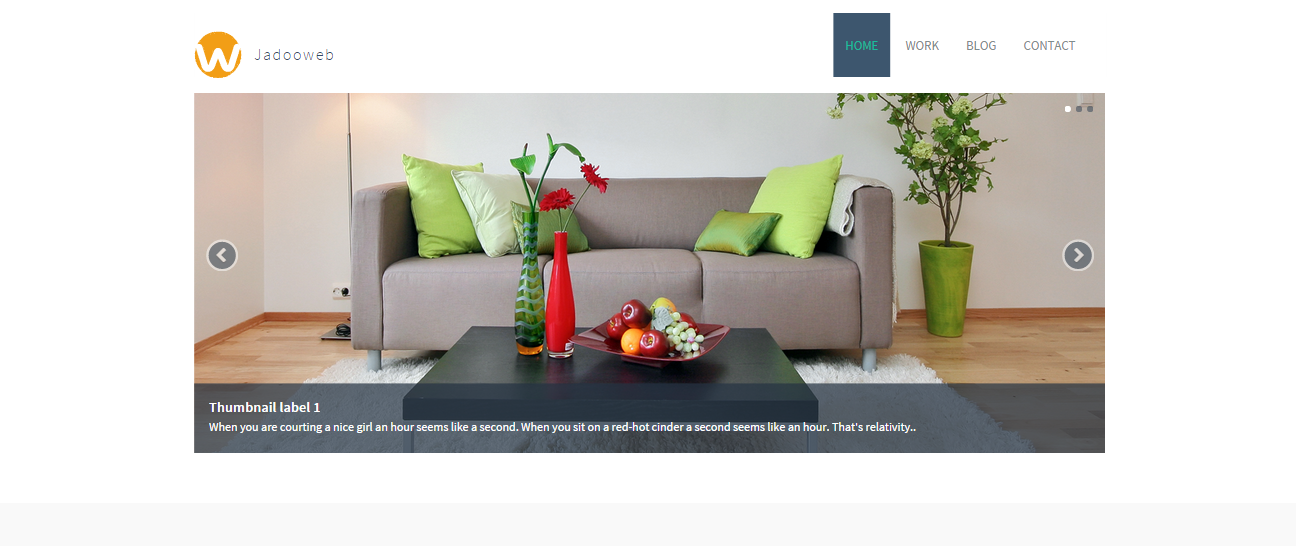 W
Jadooweb
HOME
WORK
BLOG
CONTACT
Thumbnail label 1
When you are courting a nice girl an hour seems like a second. When you sit on a red-hot cinder a second seems like an hour. That's relativity..